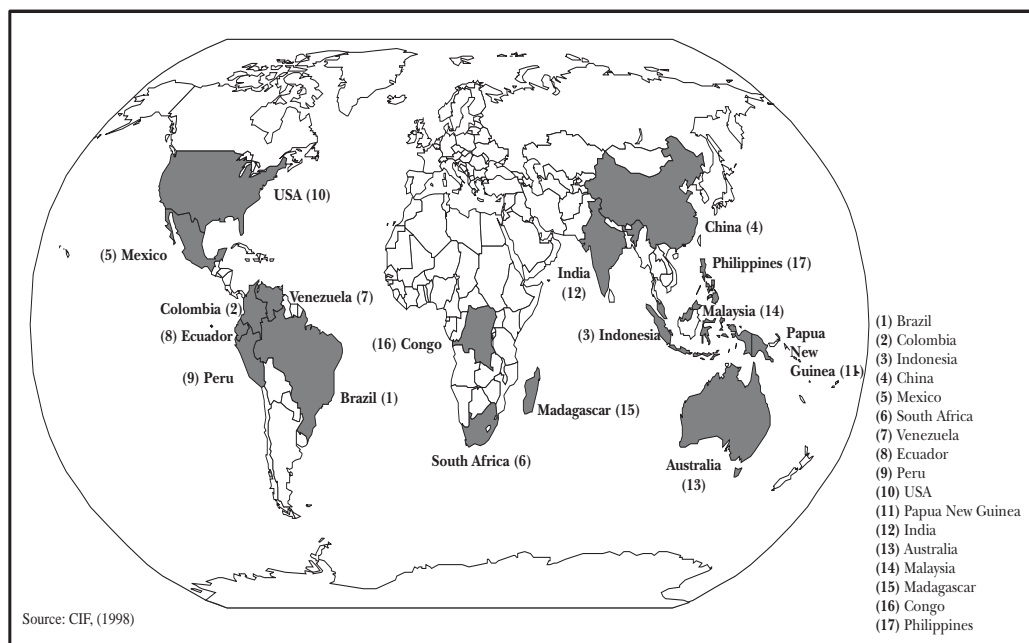 USA (10)
China (4)
(5) Mexico
Philippines (17)
India
(12)
Venezuela (7)
Colombia (2)
Malaysia (14)
(8) Ecuador
(3) Indonesia
Papua
New
Guinea (11)
(16) Congo
(9) Peru
Brazil (1)
Madagascar (15)
South Africa (6)
Australia
(13)
(1) Brazil
(2) Colombia
(3) Indonesia
(4) China
(5) Mexico
(6) South Africa
(7) Venezuela
(8) Ecuador
(9) Peru
(10) USA
(11) Papua New Guinea
(12) India
(13) Australia
(14) Malaysia
(15) Madagascar
(16) Congo
(17) Philippines
Source: CIF, (1998)